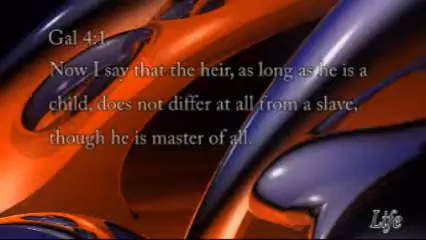 Gal 4:1
Now I say that the heir, as long as he is a
child, does not differ at all from a slave,
though he is master of all.
Life